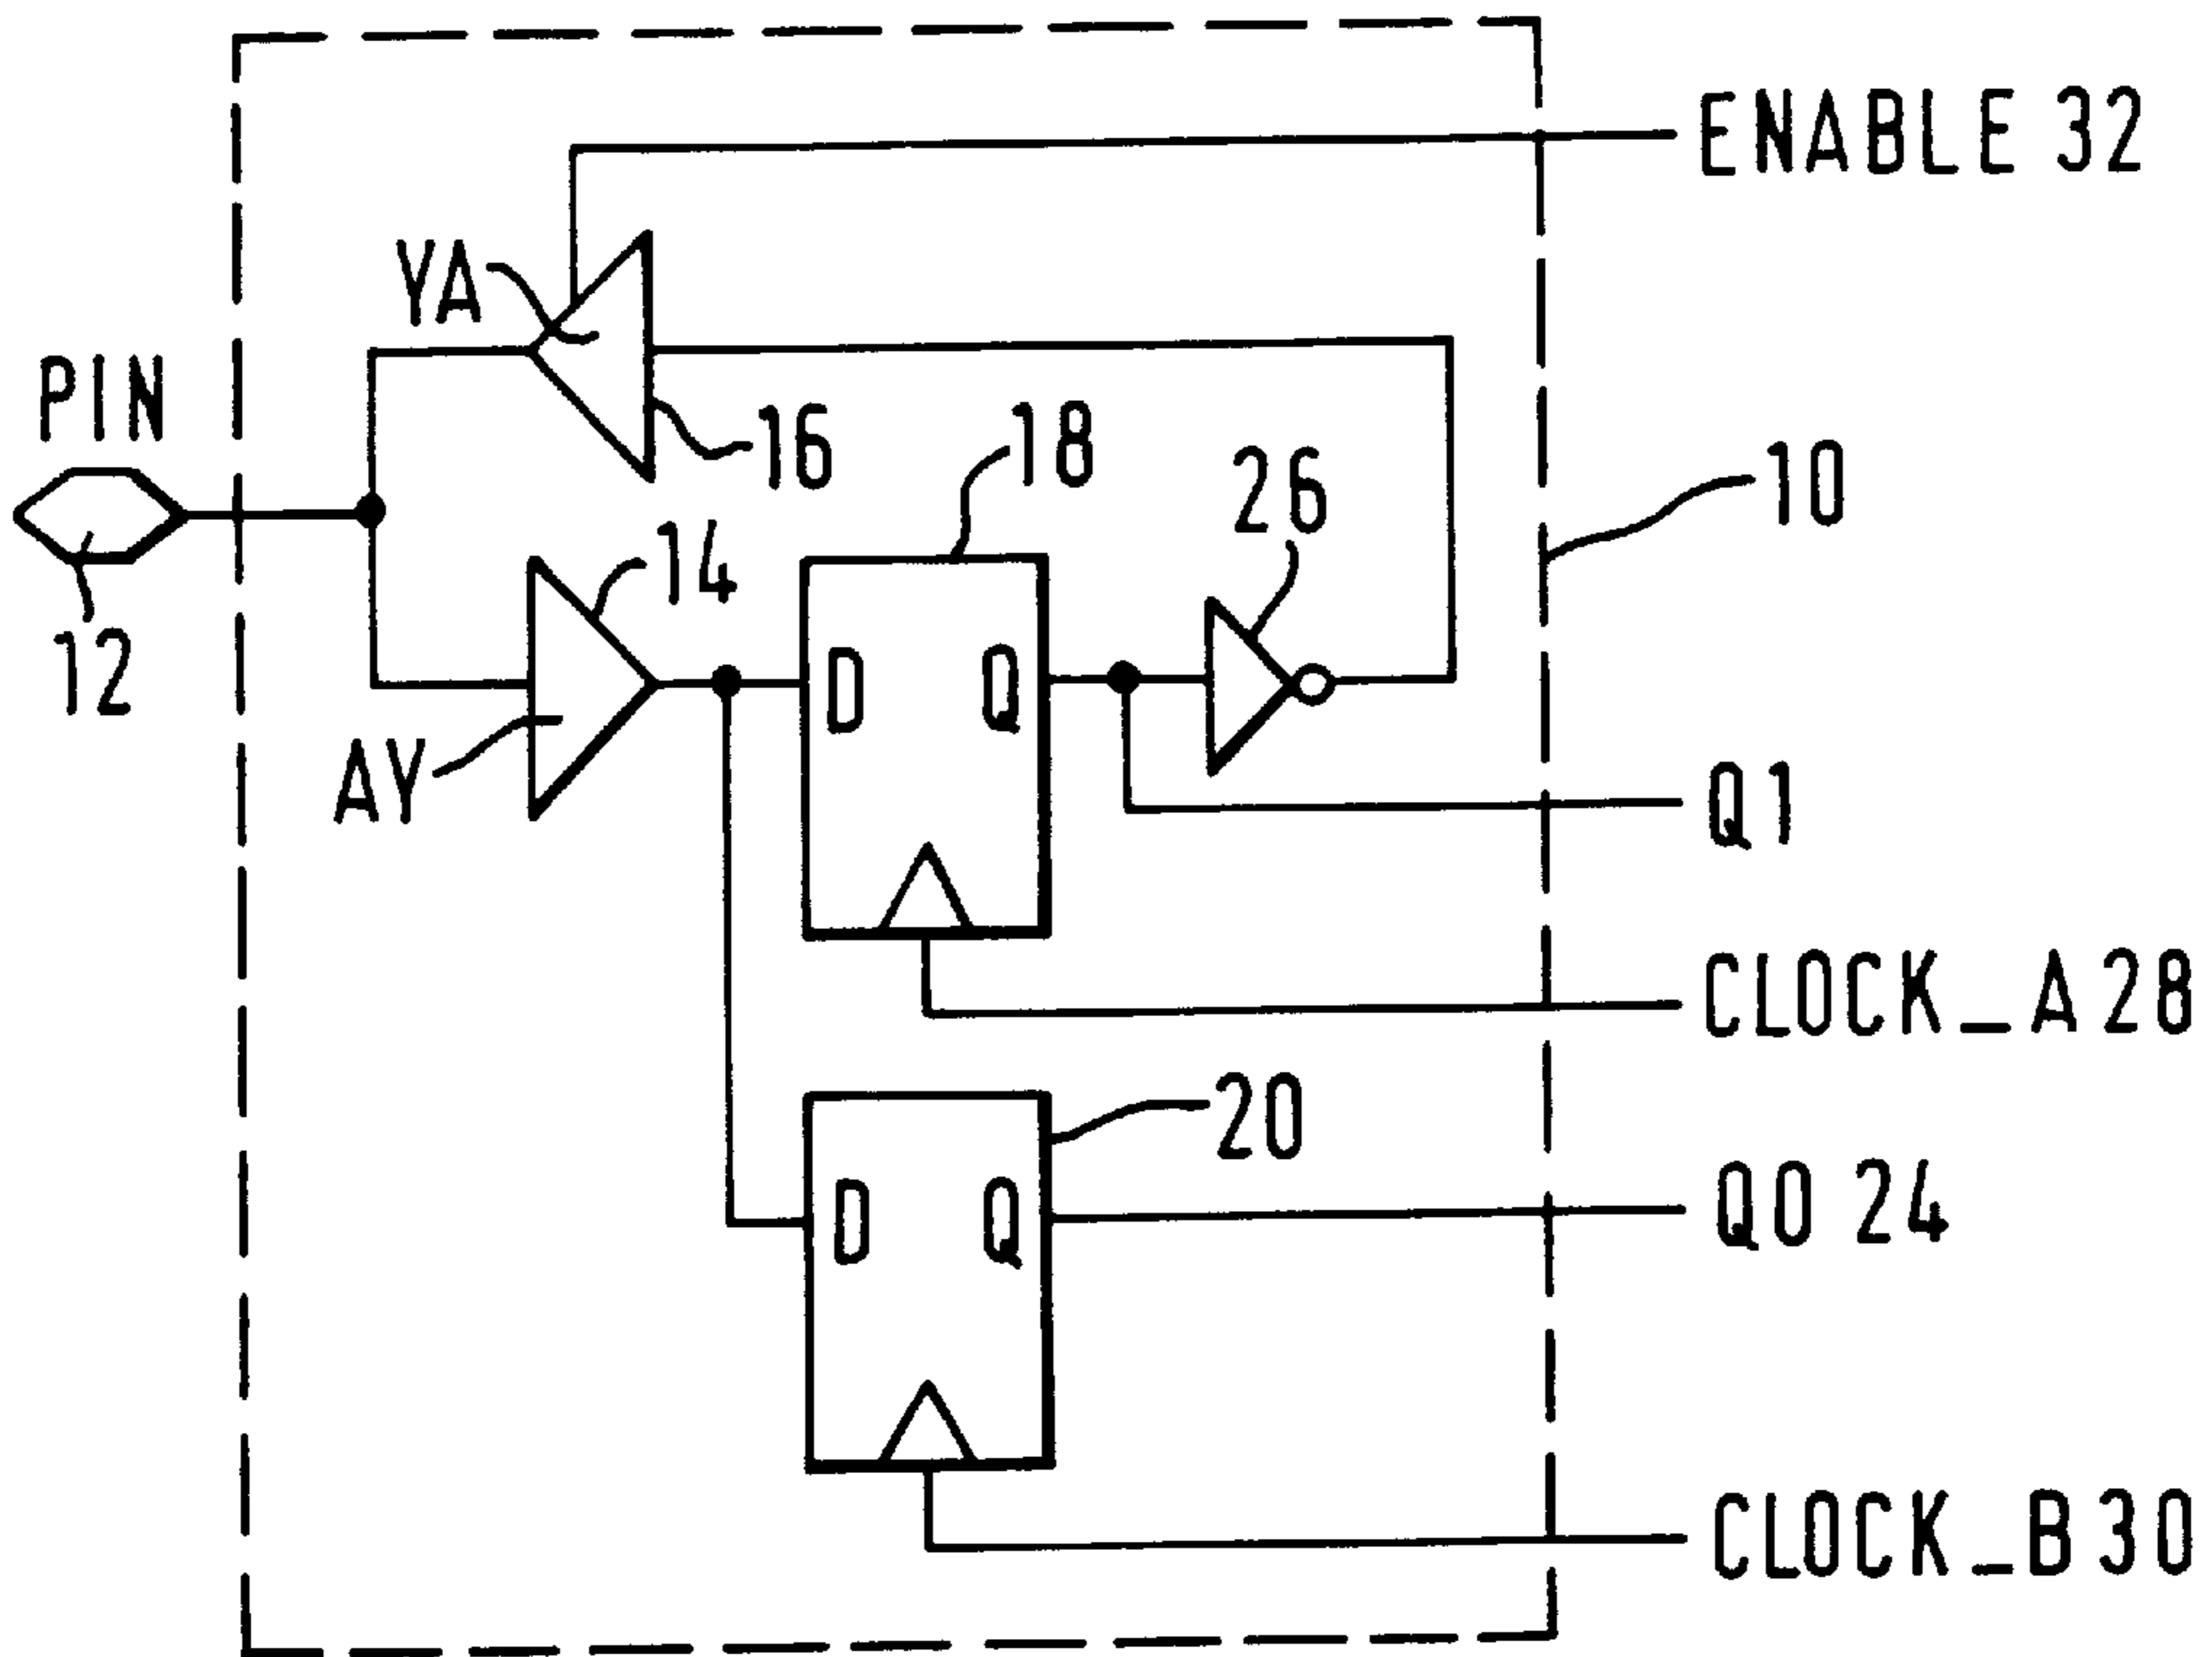 ENABLE 32
YA
PIN
16
18
26
10
14
12
D Q
AY
Q1
CLOCK_A 28
20
D Q
Q0 24
CLOCK_B 30